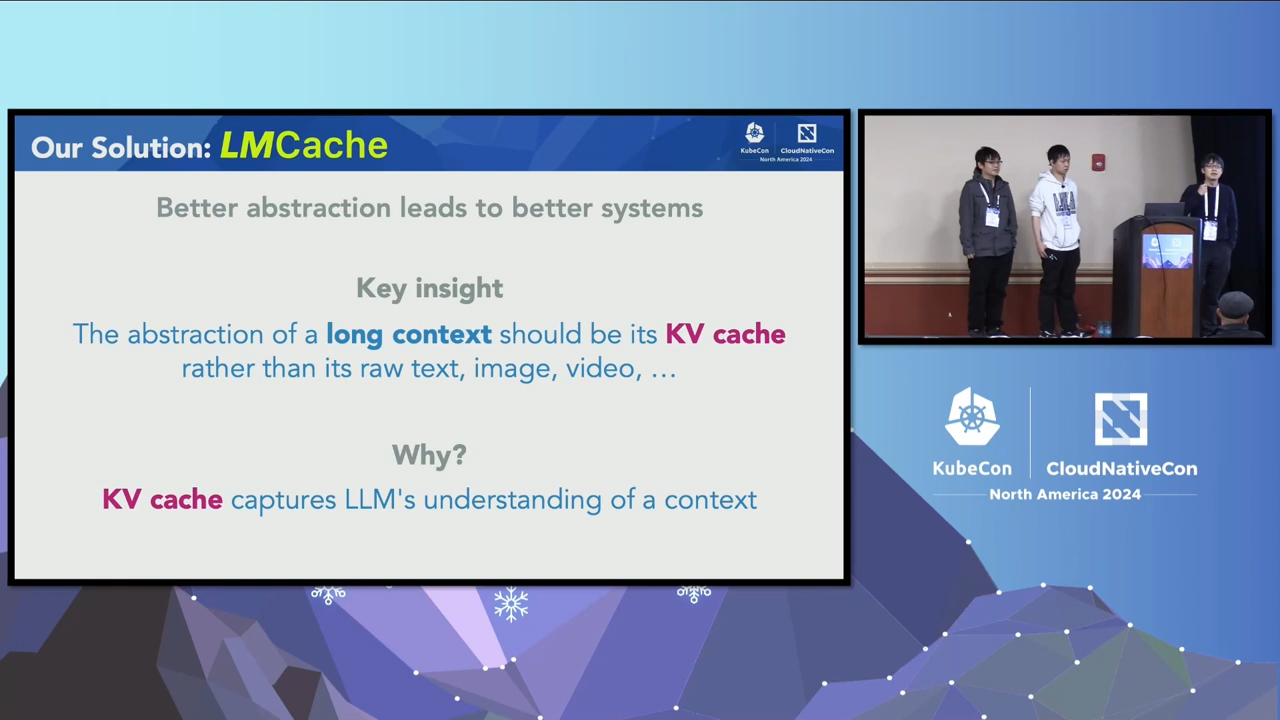 Our Solution: LMCache
KubeCon
CloudNativeCon
North America 2024
Better abstraction leads to better systems
Key insight
The abstraction of a long context should be its KV cache
rather than its raw text, image, video, …
Why?
KV cache captures LLM's understanding of a context
KubeCon
CloudNativeCon
North America 2024